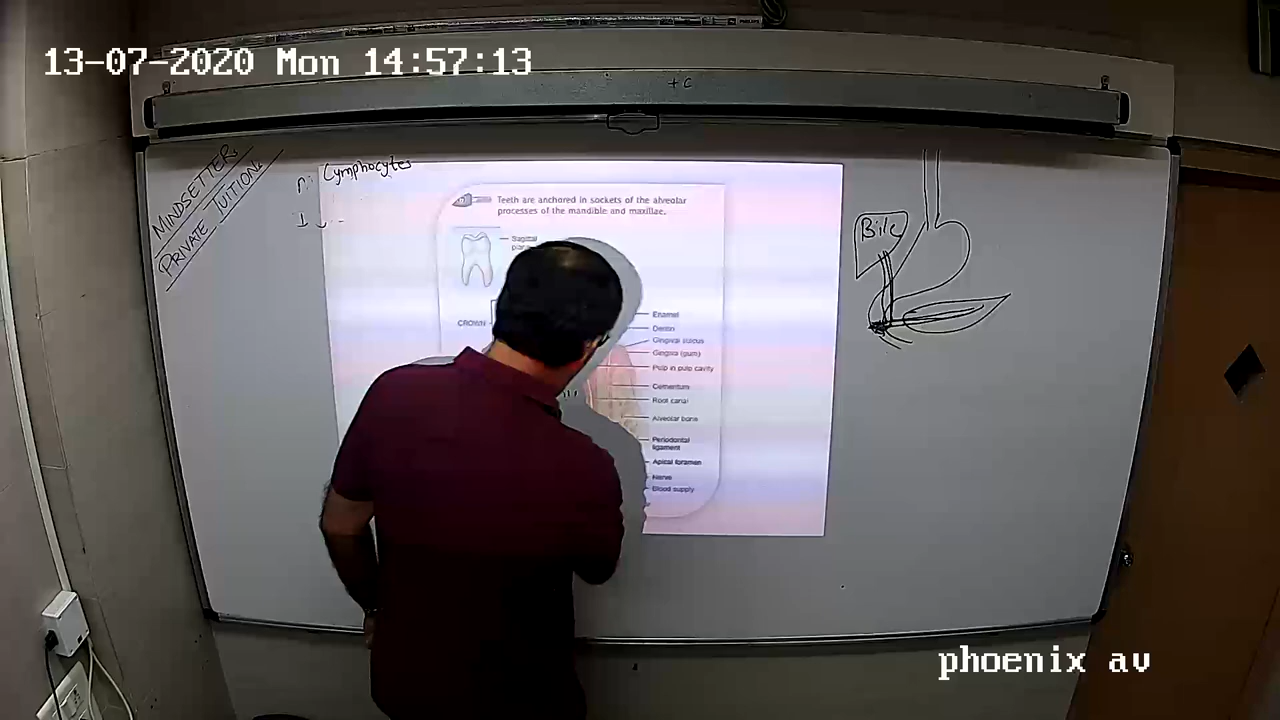 13-07-2020 Mon 14:57:13
+c
MINDSETTERs
PRIVATE TUITIONs
Lymphocytes
Teeth are anchored in sockets of the alveolar
processes of the mandible and maxillae.
Sagittal
plane
CROWN
Enamel
Dentin
Gingival sulcus
Gingiva (gum)
Pulp in pulp cavity
Cementum
Root canal
Alveolar bone
Periodontal
ligament
Apical foramen
Nerve
Blood supply
Bile
phoenix av